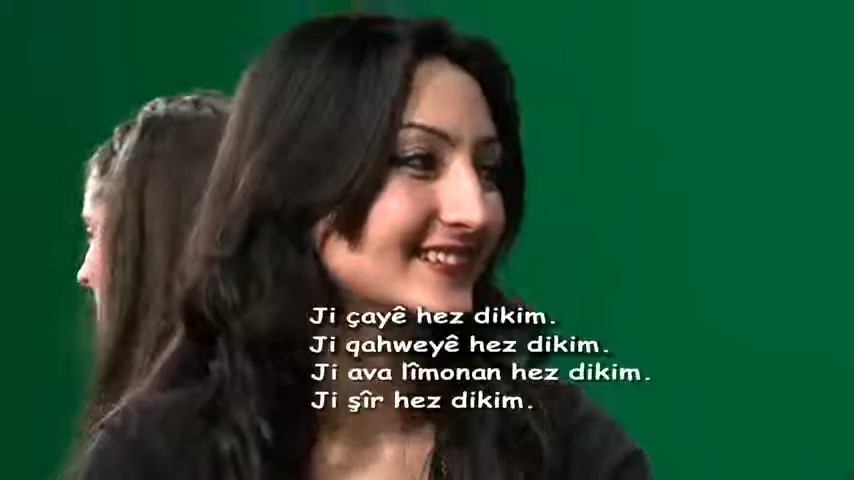 Ji çayê hez dikim.
Ji qahweyê hez dikim.
Ji ava lîmonan hez dikim.
Ji şîr hez dikim.